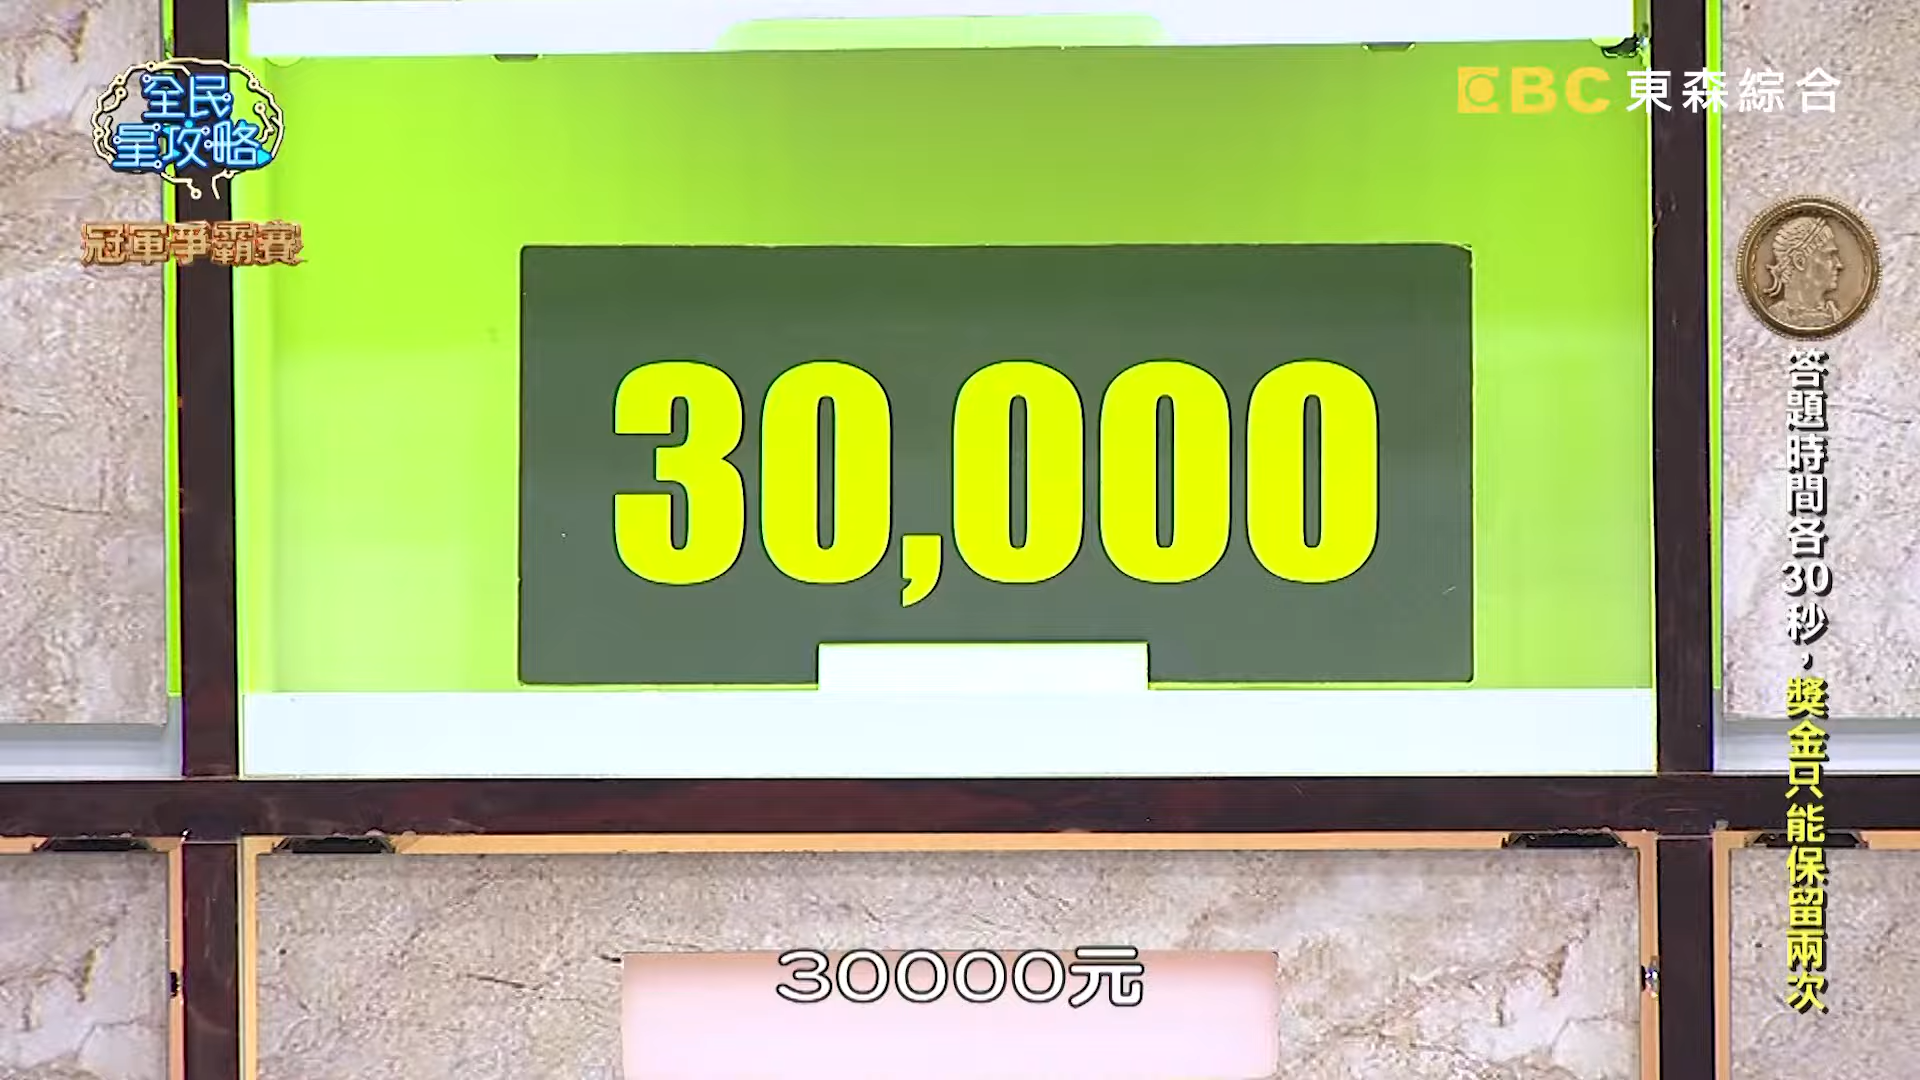 全民
星攻略
冠軍爭霸賽
EBC 東森綜合
30,000
答題時間各30秒，獎金只能保留兩次
30000元